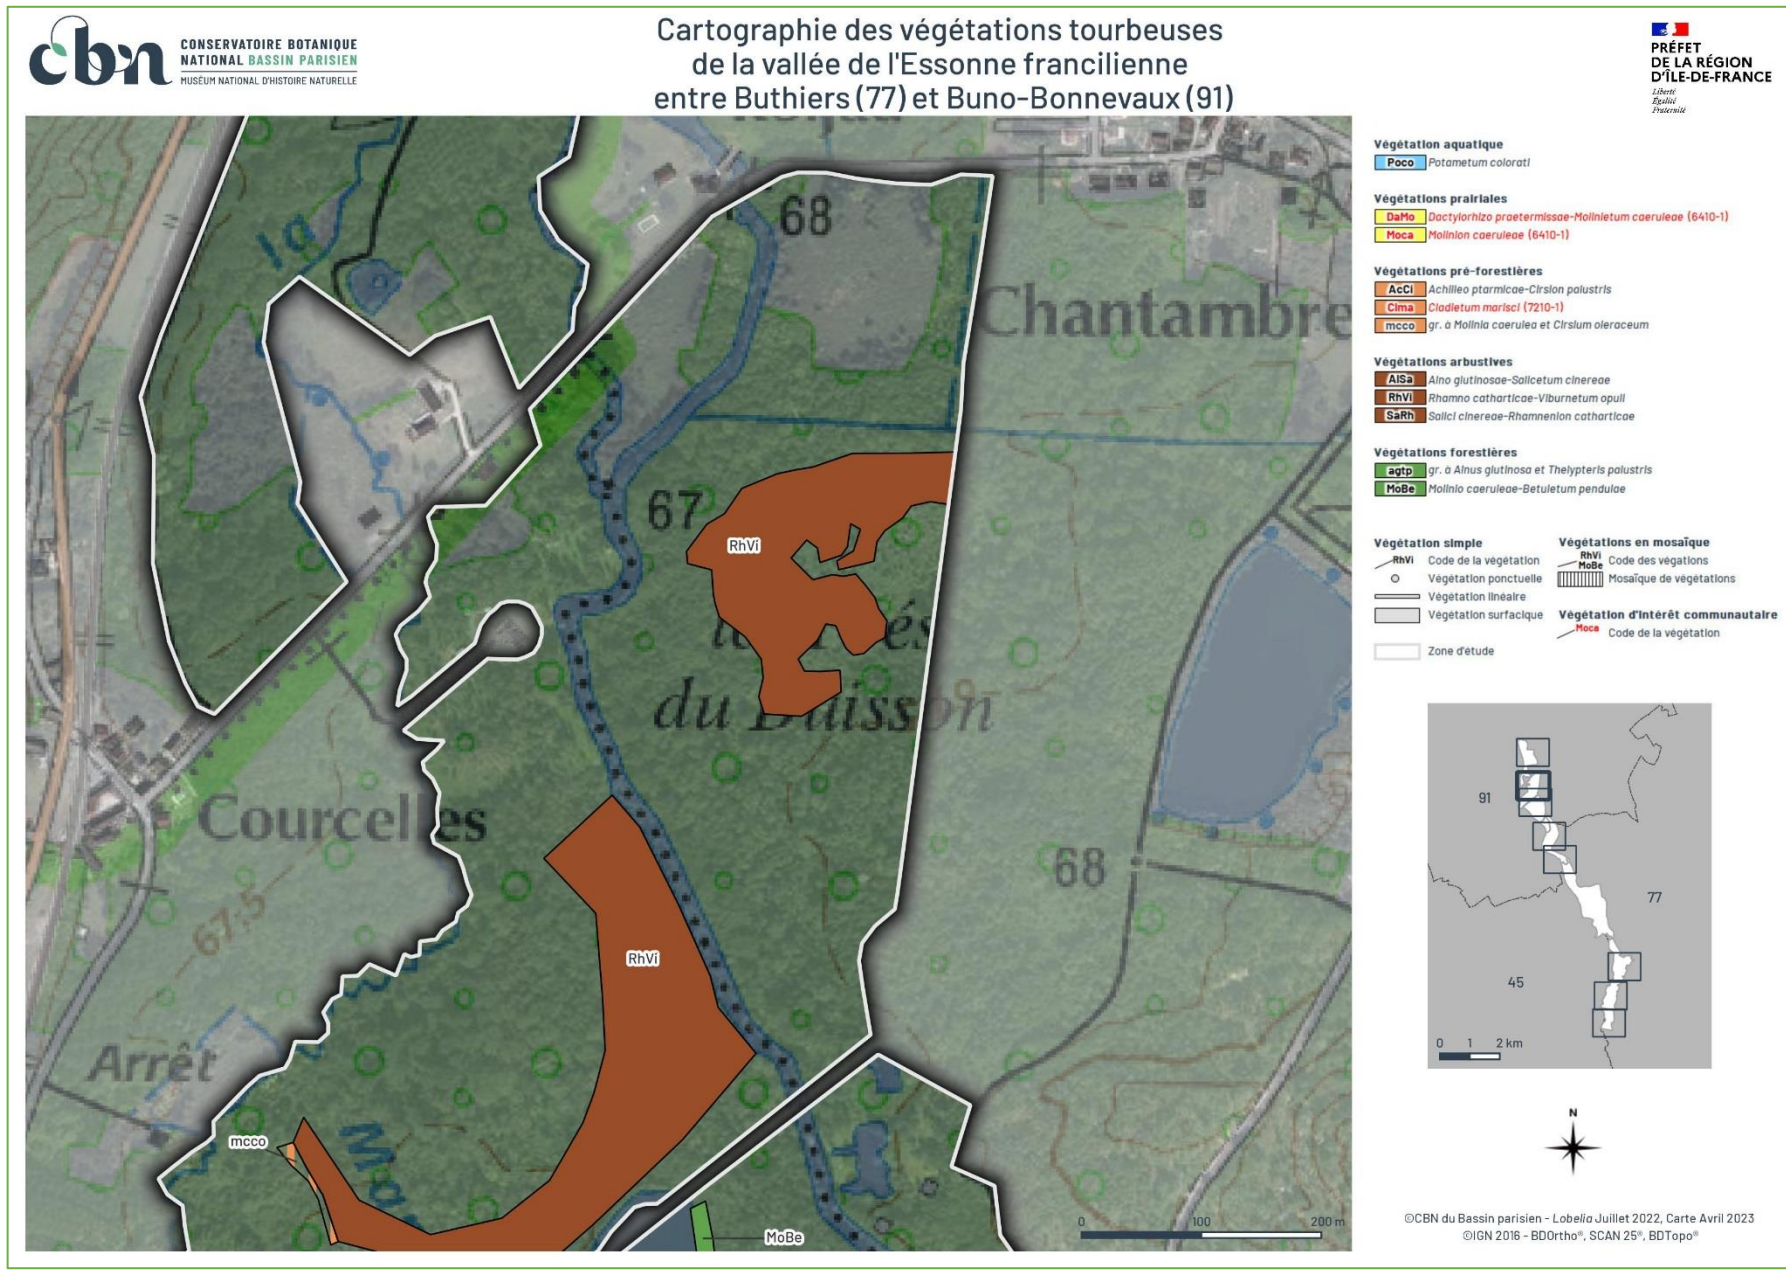 cbn
CONSERVATOIRE BOTANIQUE
NATIONAL BASSIN PARISIEN
MUSÉUM NATIONAL D'HISTOIRE NATURELLE
Cartographie des végétations tourbeuses
de la vallée de l'Essonne francilienne
entre Buthiers (77) et Buno-Bonnevaux (91)
PRÉFET
DE LA RÉGION
D'ÎLE-DE-FRANCE
Liberté
Égalité
Fraternité
68
la
Chantambre
67
RhVi
du Buisson
Courcelles
68
67.5
RhVi
Arrêt
mcco
MoBe
0 100 200 m
Végétation aquatique
Poco Potametum colorati
Végétations prairiales
DaMo Dactylorhizo praetermissae-Molinietum caeruleae (6410-1)
Moca Molinion caeruleae (6410-1)
Végétations pré-forestières
AcCi Achilleo ptarmicae-Cirsion palustris
Clma Cladietum marisci (7210-1)
mcco gr. à Molinia caerulea et Cirsium oleraceum
Végétations arbustives
AlSa Alno glutinosae-Salicetum cinereae
RhVi Rhamno catharticae-Viburnetum opuli
SaRh Salici cinereae-Rhamnenion catharticae
Végétations forestières
agtp gr. à Alnus glutinosa et Thelypteris palustris
MoBe Molinio caeruleae-Betuletum pendulae
Végétation simple
RhVi Code de la végétation
Végétation ponctuelle
Végétation linéaire
Végétation surfacique
Zone d'étude
Végétations en mosaïque
RhVi
MoBe Code des végations
Mosaïque de végétations
Végétation d'intérêt communautaire
Moca Code de la végétation
91
77
45
0 1 2 km
N
©CBN du Bassin parisien - Lobelia Juillet 2022, Carte Avril 2023
©IGN 2016 - BDOrtho®, SCAN 25®, BDTopo®